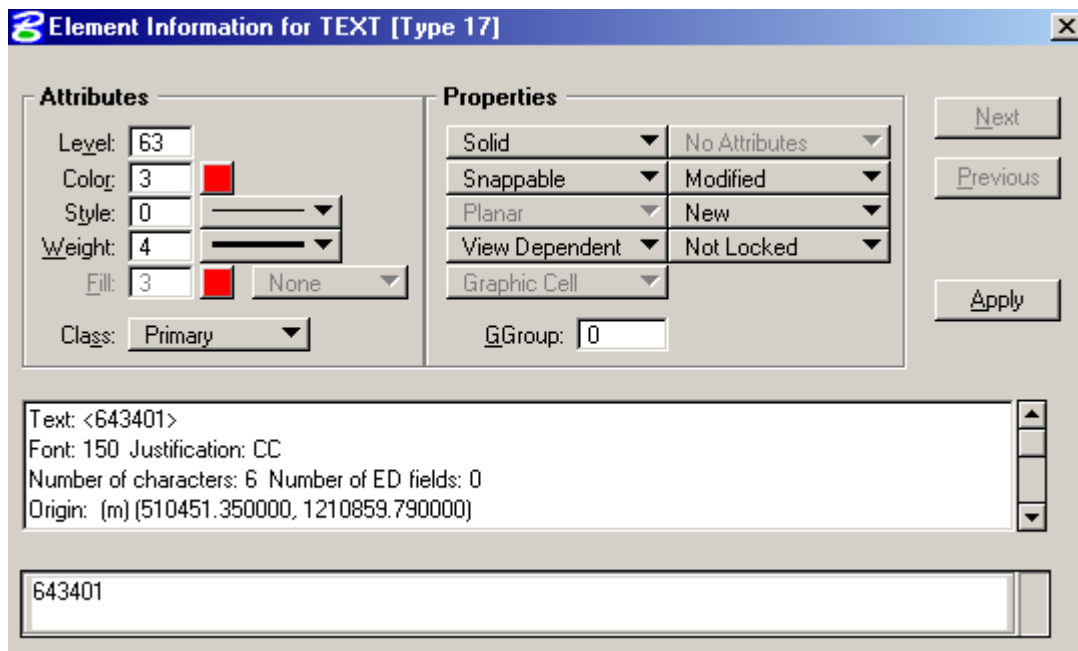 Element Information for TEXT [Type 17]
Attributes
Level: 63
Color: 3
Style: 0
Weight: 4
Fill: 3 None
Class: Primary
Properties
Solid No Attributes
Snappable Modified
Planar New
View Dependent Not Locked
Graphic Cell
GGroup: 0
Next
Previous
Apply
Text: <643401>
Font: 150 Justification: CC
Number of characters: 6 Number of ED fields: 0
Origin: (m) (510451.350000, 1210859.790000)
643401